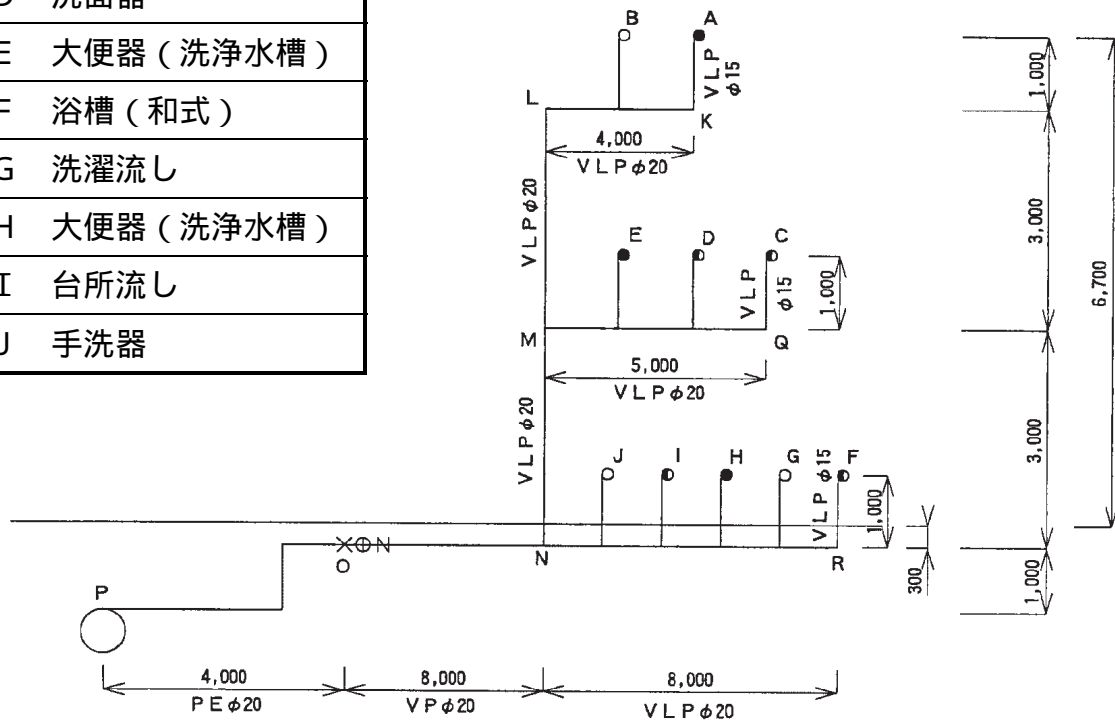 洗面器
E 大便器(洗浄水槽)
F 浴槽(和式)
G 洗濯流し
H 大便器(洗浄水槽)
I 台所流し
J 手洗器
B A
VLP φ15
1,000
L
K
4,000
VLPφ20
VLPφ20
3,000
E D C
VLP φ15
1,000
6,700
M
Q
5,000
VLPφ20
VLPφ20
3,000
J I H G F
VLP φ15
1,000
O
N
R
300
1,000
P
4,000
PEφ20
8,000
VPφ20
8,000
VLPφ20